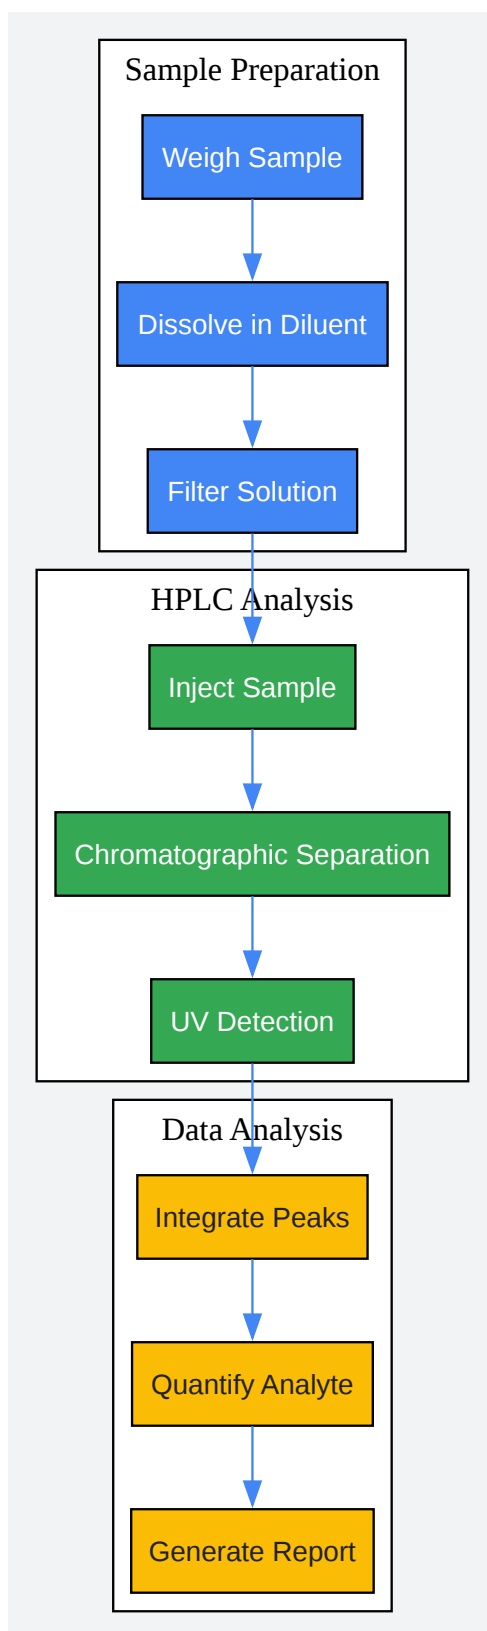 Sample Preparation
Weigh Sample
Dissolve in Diluent
Filter Solution
HPLC Analysis
Inject Sample
Chromatographic Separation
UV Detection
Data Analysis
Integrate Peaks
Quantify Analyte
Generate Report